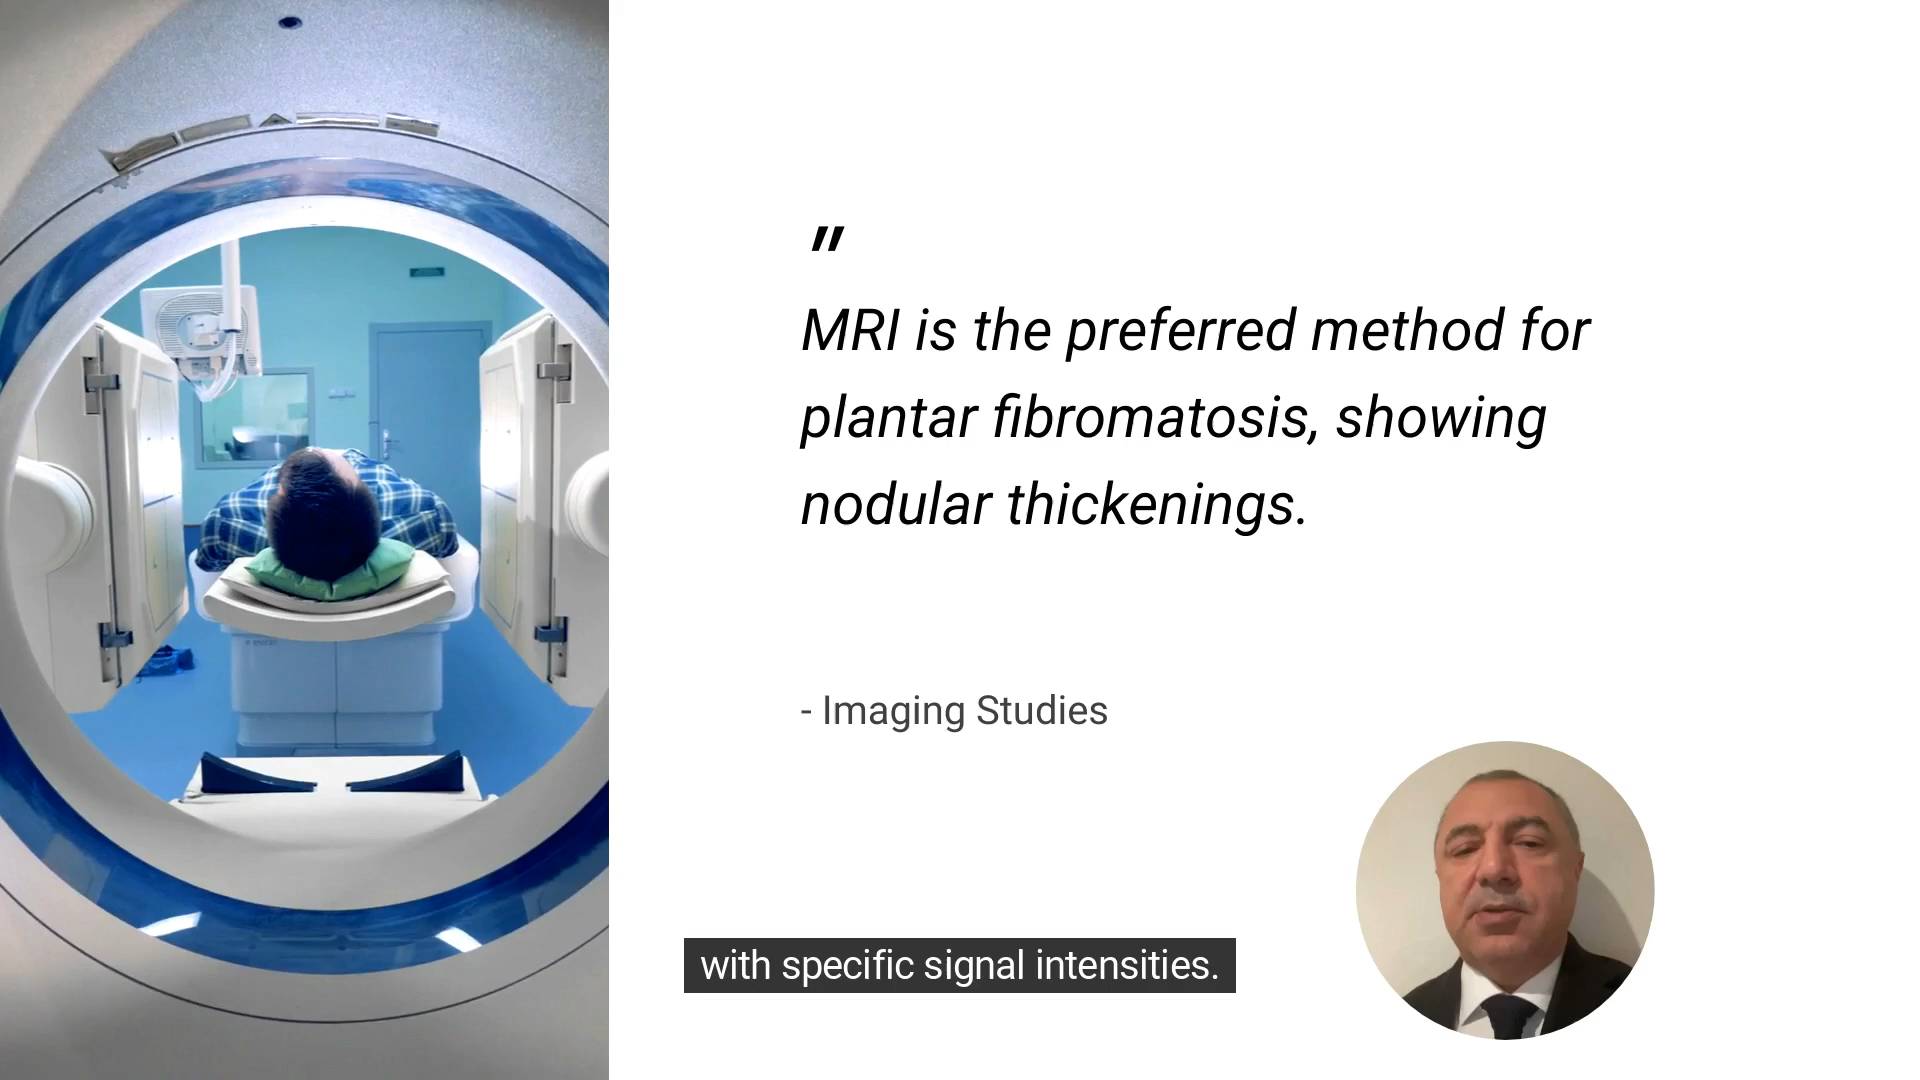 "
MRI is the preferred method for
plantar fibromatosis, showing
nodular thickenings.
- Imaging Studies
with specific signal intensities.